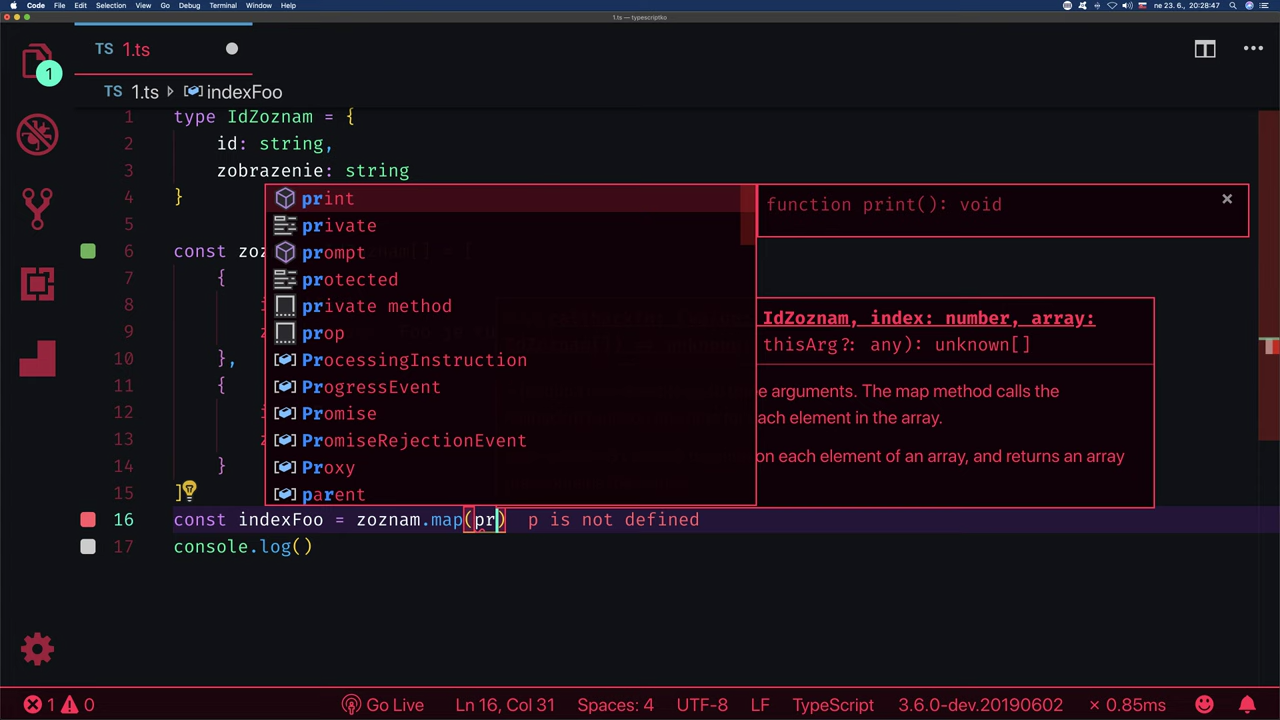 Code File Edit Selection View Go Debug Terminal Window Help ne 23. 6., 20:28:47
1.ts — typescriptko
TS 1.ts
1
TS 1.ts indexFoo
1 type IdZoznam = {
2 id: string,
3 zobrazenie: string
4 }
5
6 const zoz
7 {
8
9
10 },
11 {
12
13
14 }
15 ]
16 const indexFoo = zoznam.map(pr) p is not defined
17 console.log()
print
private
prompt
protected
private method
prop
ProcessingInstruction
ProgressEvent
Promise
PromiseRejectionEvent
Proxy
parent
function print(): void
IdZoznam, index: number, array:
thisArg?: any): unknown[]
e arguments. The map method calls the
ach element in the array.
on each element of an array, and returns an array
1 0 Go Live Ln 16, Col 31 Spaces: 4 UTF-8 LF TypeScript 3.6.0-dev.20190602 × 0.85ms